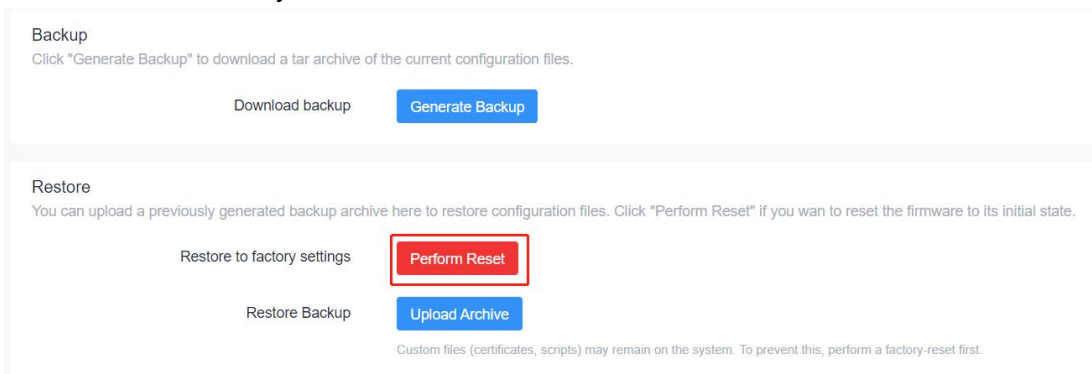 Backup
Click "Generate Backup" to download a tar archive of the current configuration files.
Download backup
Generate Backup
Restore
You can upload a previously generated backup archive here to restore configuration files. Click "Perform Reset" if you wan to reset the firmware to its initial state.
Restore to factory settings
Perform Reset
Restore Backup
Upload Archive
Custom files (certificates, scripts) may remain on the system. To prevent this, perform a factory-reset first.